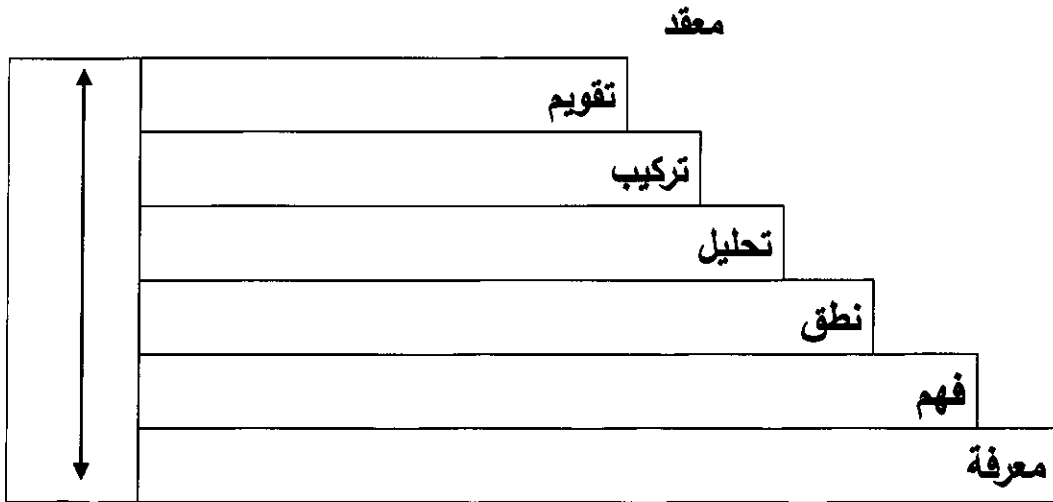 معقد
تقويم
تركيب
تحليل
نطق
فهم
معرفة